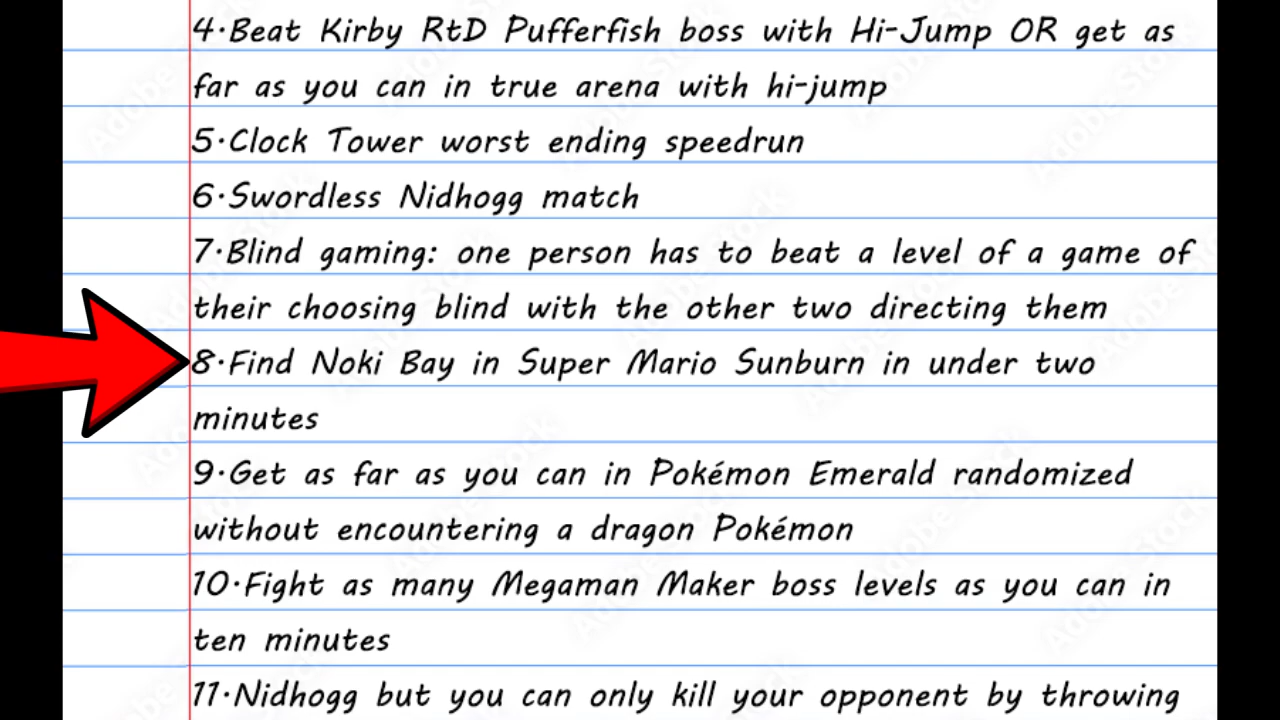 4.Beat Kirby RtD Pufferfish boss with Hi-Jump OR get as
far as you can in true arena with hi-jump
5.Clock Tower worst ending speedrun
6.Swordless Nidhogg match
7.Blind gaming: one person has to beat a level of a game of
their choosing blind with the other two directing them
8.Find Noki Bay in Super Mario Sunburn in under two
minutes
9.Get as far as you can in Pokémon Emerald randomized
without encountering a dragon Pokémon
10.Fight as many Megaman Maker boss levels as you can in
ten minutes
11.Nidhogg but you can only kill your opponent by throwing